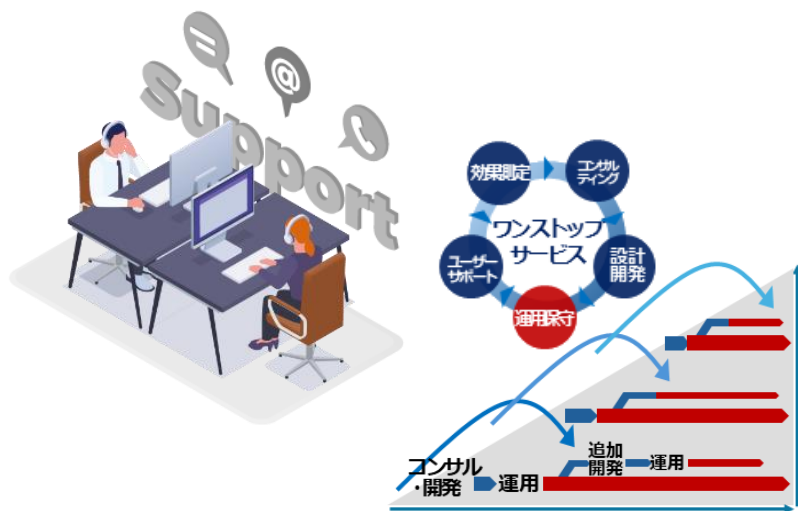 Support
@
効果測定
コンサル
ティング
ワンストップ
サービス
設計
開発
ユーザー
サポート
運用保守
コンサル
・開発
運用
追加
開発
運用